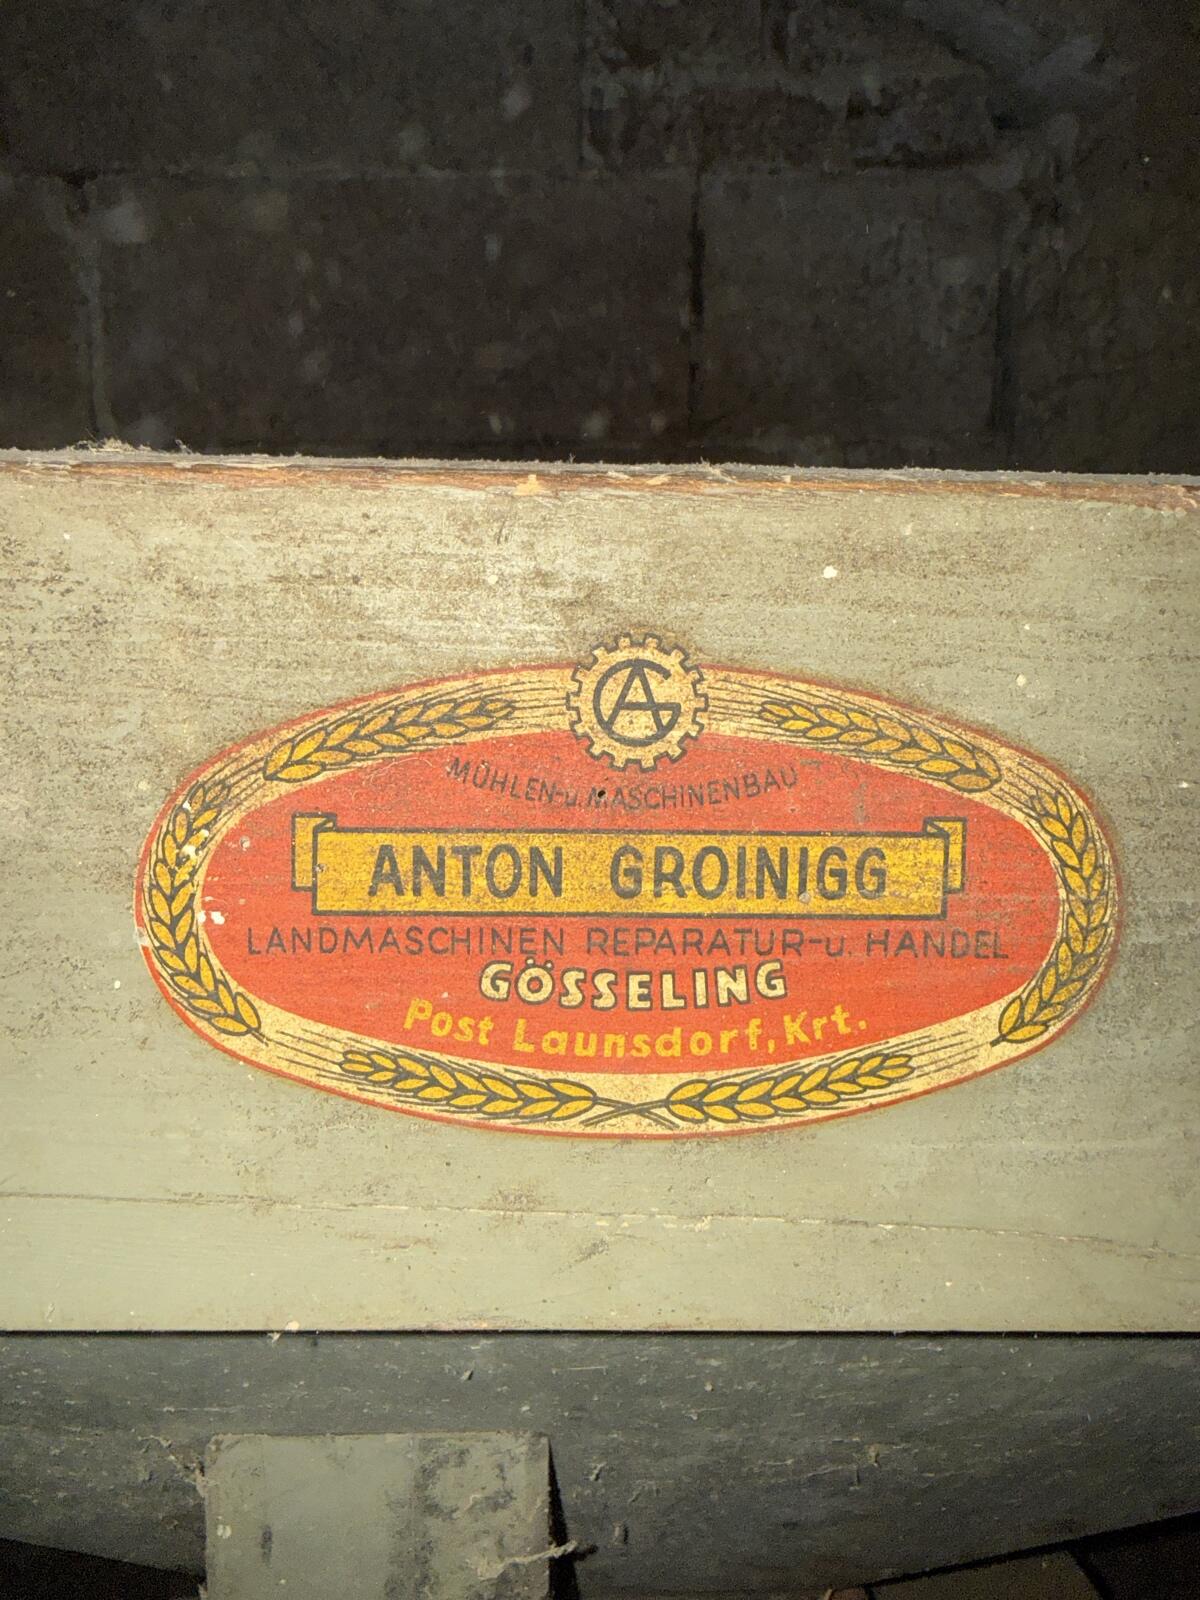 AG
MÜHLEN-u. MASCHINENBAU
ANTON GROINIGG
LANDMASCHINEN REPARATUR-u. HANDEL
GÖSSELING
Post Launsdorf, Krt.